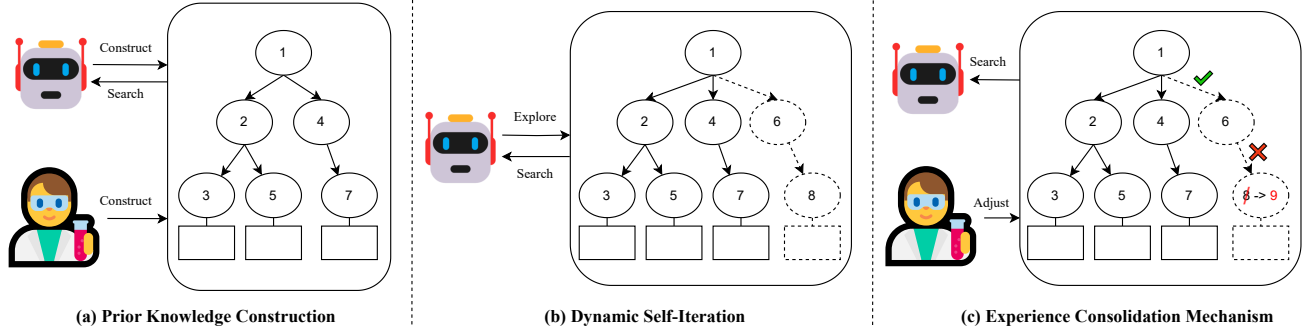 Construct
Search
Construct
1
2
4
3
5
7
(a) Prior Knowledge Construction
Explore
Search
1
2
4
6
3
5
7
8
(b) Dynamic Self-Iteration
Search
Adjust
1
2
4
6
3
5
7
8 -> 9
(c) Experience Consolidation Mechanism